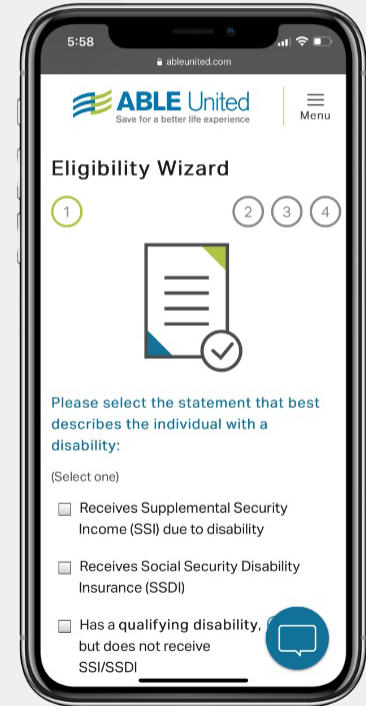 5:58
ableunited.com
ABLE United
Save for a better life experience
Menu
Eligibility Wizard
1
2
3
4
Please select the statement that best
describes the individual with a
disability:
(Select one)
Receives Supplemental Security
Income (SSI) due to disability
Receives Social Security Disability
Insurance (SSDI)
Has a qualifying disability,
but does not receive
SSI/SSDI